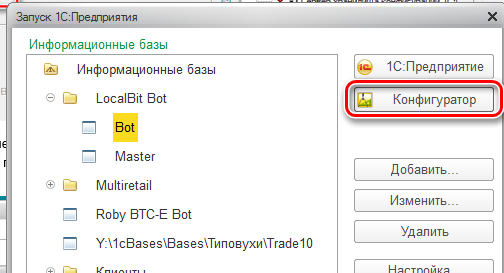 Запуск 1С:Предприятия
Информационные базы
Информационные базы
1С:Предприятие
LocalBit Bot
Конфигуратор
Bot
Master
Multiretail
Добавить...
Roby BTC-E Bot
Изменить...
Y:\1cBases\Bases\Типовухи\Trade10
Удалить
Клиенты
Настройка...